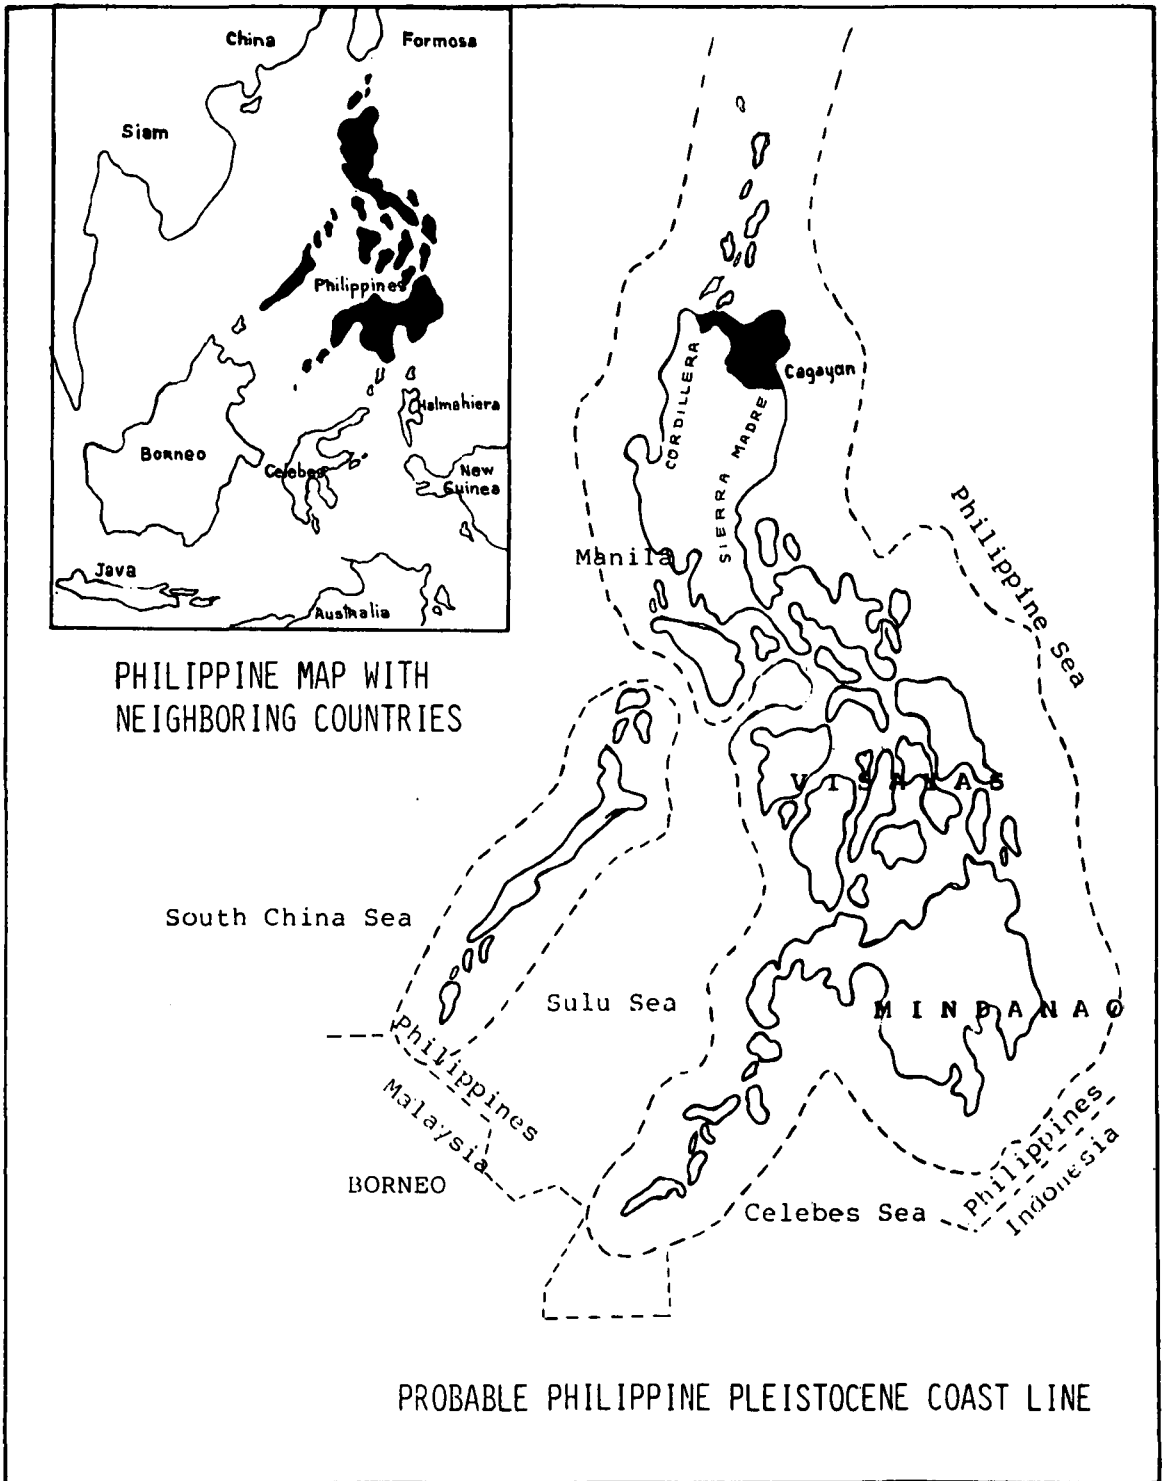 China
Formosa
Siam
Philippines
Halmahiera
Borneo
Celebes
New
Guinea
Java
Australia
PHILIPPINE MAP WITH
NEIGHBORING COUNTRIES
CORDILLERA
Cagayan
SIERRA MADRE
Manila
Philippine Sea
VISAYAS
South China Sea
Sulu Sea
MINDANAO
Philippines
Malaysia
BORNEO
Philippines
Indonesia
Celebes Sea
PROBABLE PHILIPPINE PLEISTOCENE COAST LINE